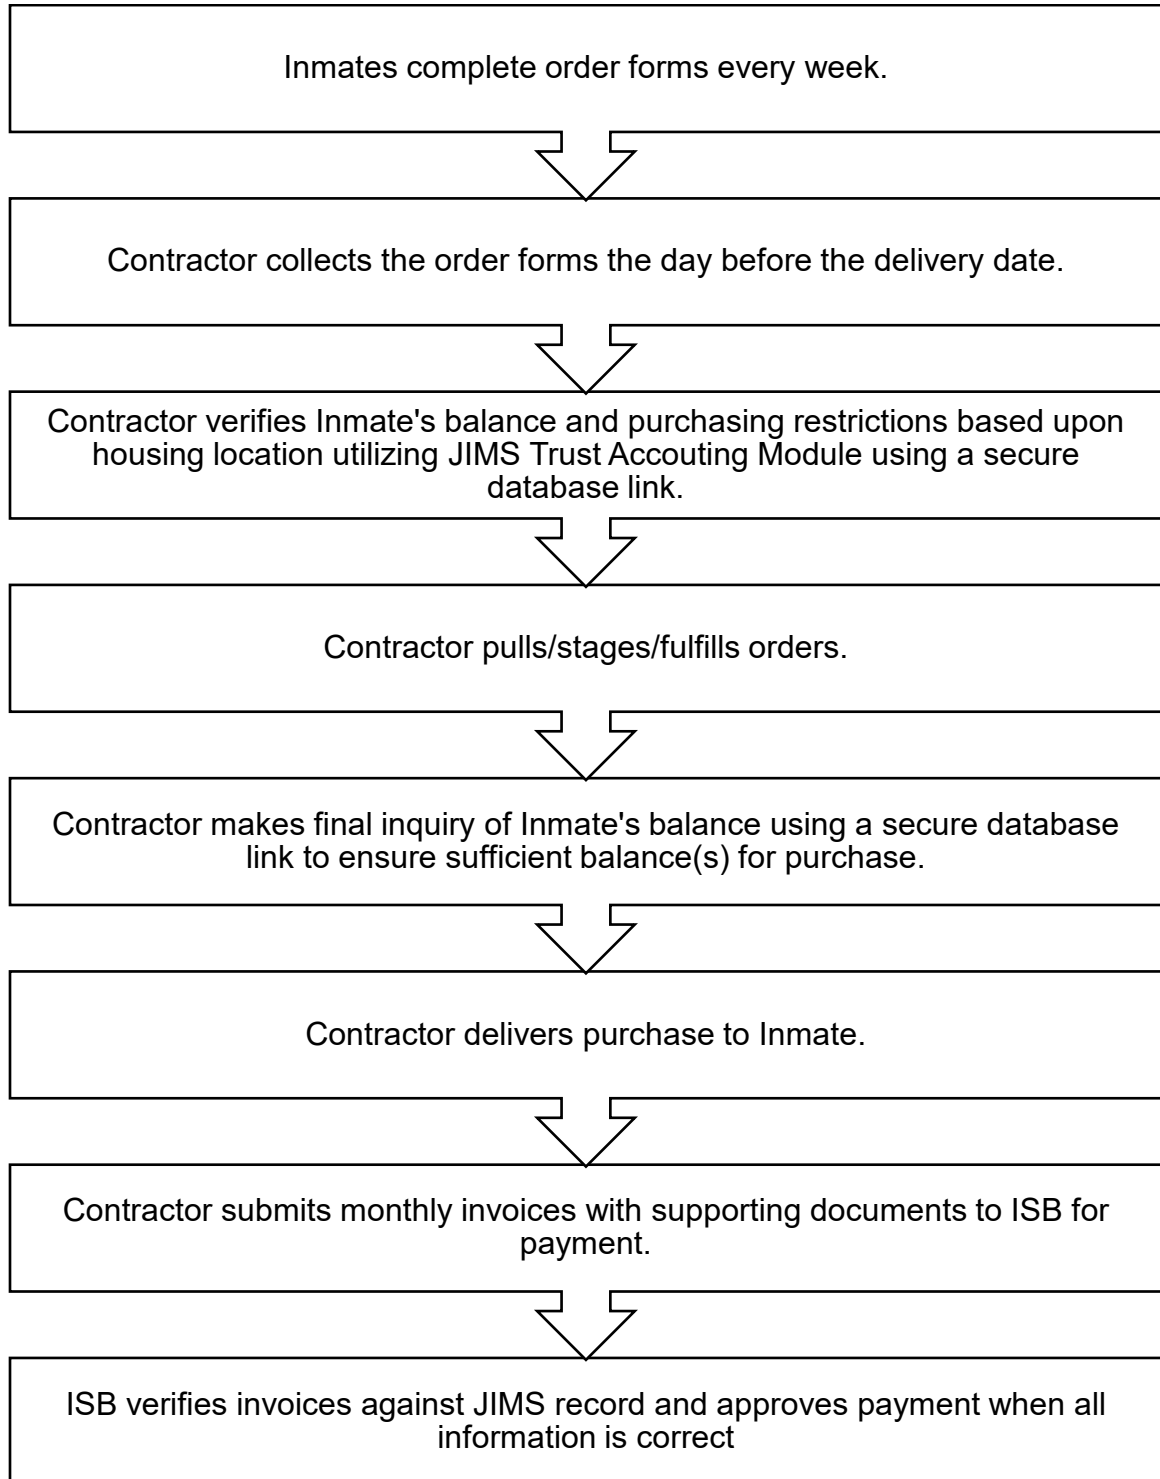 Inmates complete order forms every week.
Contractor collects the order forms the day before the delivery date.
Contractor verifies Inmate's balance and purchasing restrictions based upon
housing location utilizing JIMS Trust Accouting Module using a secure
database link.
Contractor pulls/stages/fulfills orders.
Contractor makes final inquiry of Inmate's balance using a secure database
link to ensure sufficient balance(s) for purchase.
Contractor delivers purchase to Inmate.
Contractor submits monthly invoices with supporting documents to ISB for
payment.
ISB verifies invoices against JIMS record and approves payment when all
information is correct